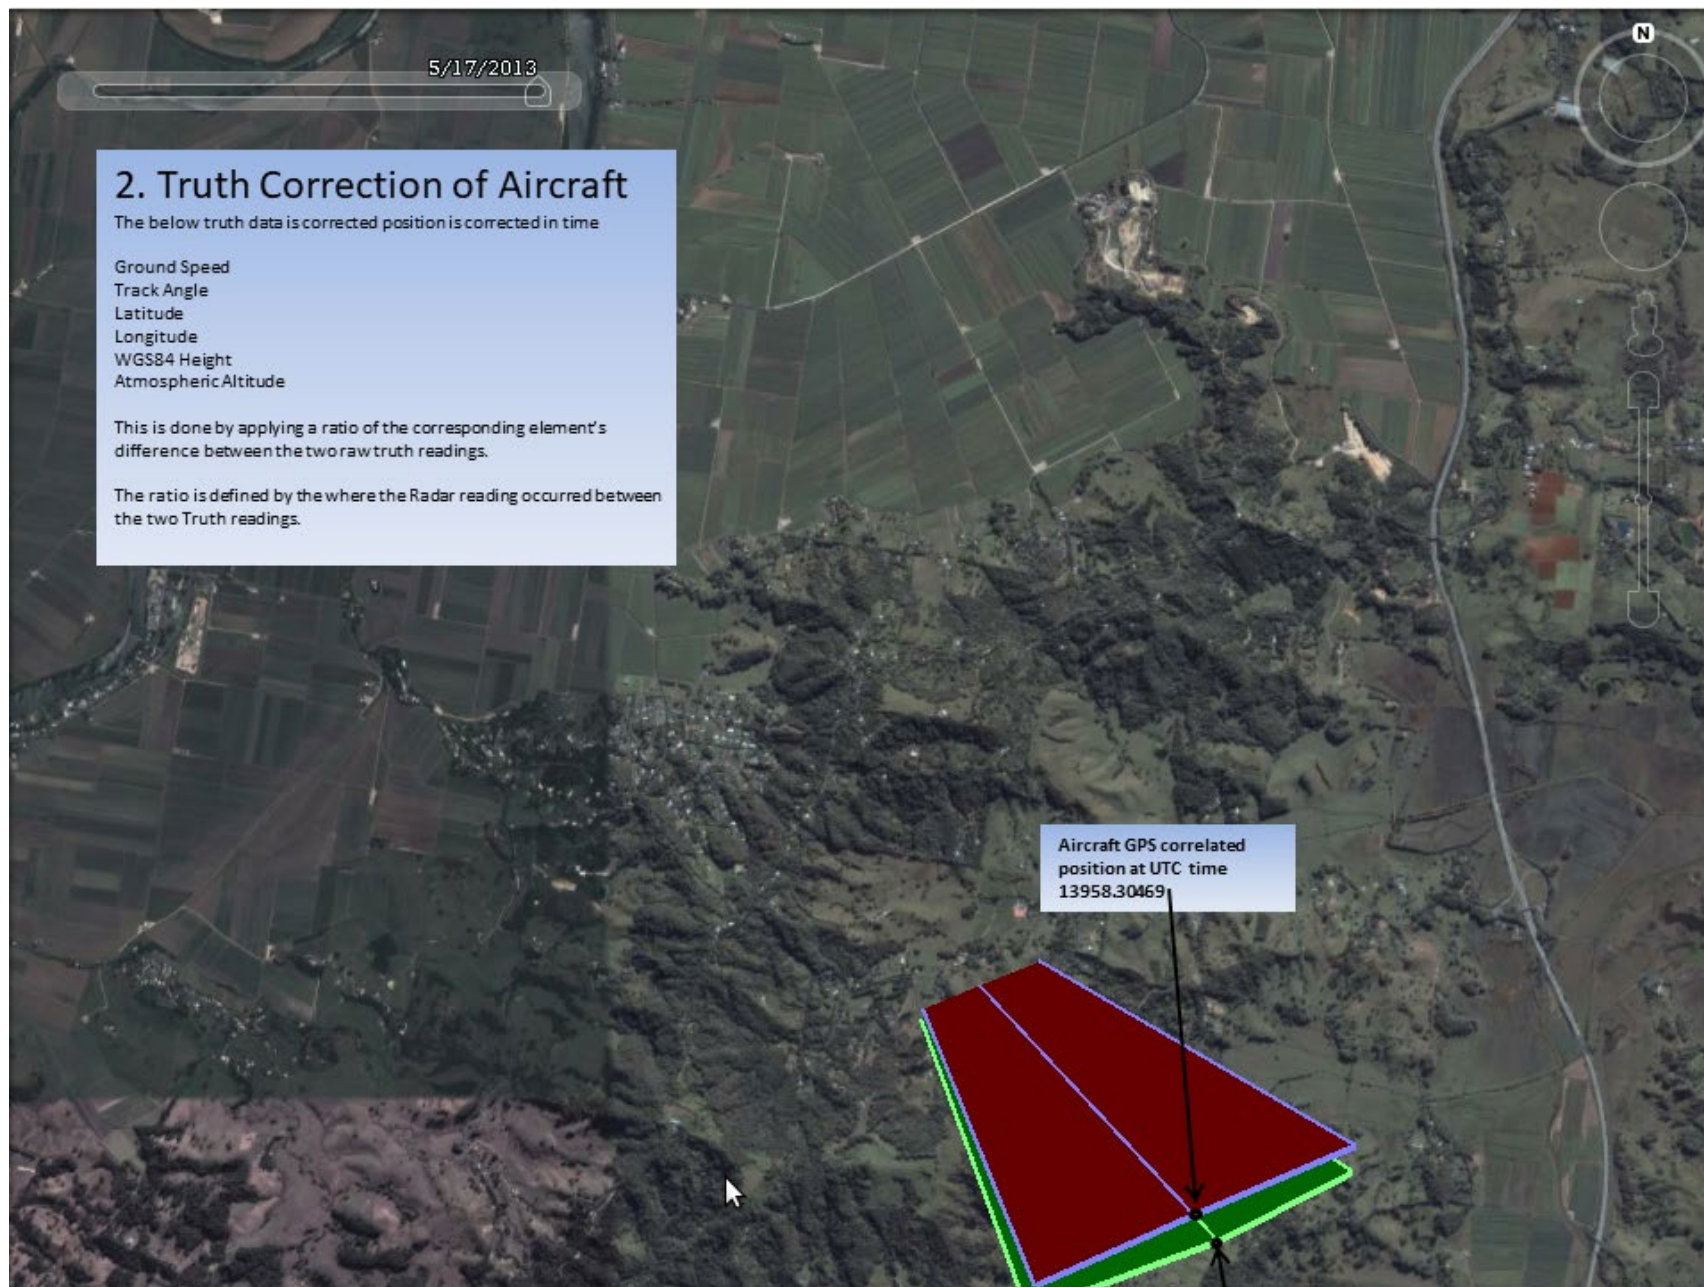 5/17/2013
N
2. Truth Correction of Aircraft
The below truth data is corrected position is corrected in time
Ground Speed
Track Angle
Latitude
Longitude
WGS84 Height
Atmospheric Altitude
This is done by applying a ratio of the corresponding element's
difference between the two raw truth readings.
The ratio is defined by the where the Radar reading occurred between
the two Truth readings.
Aircraft GPS correlated
position at UTC time
13958.30469